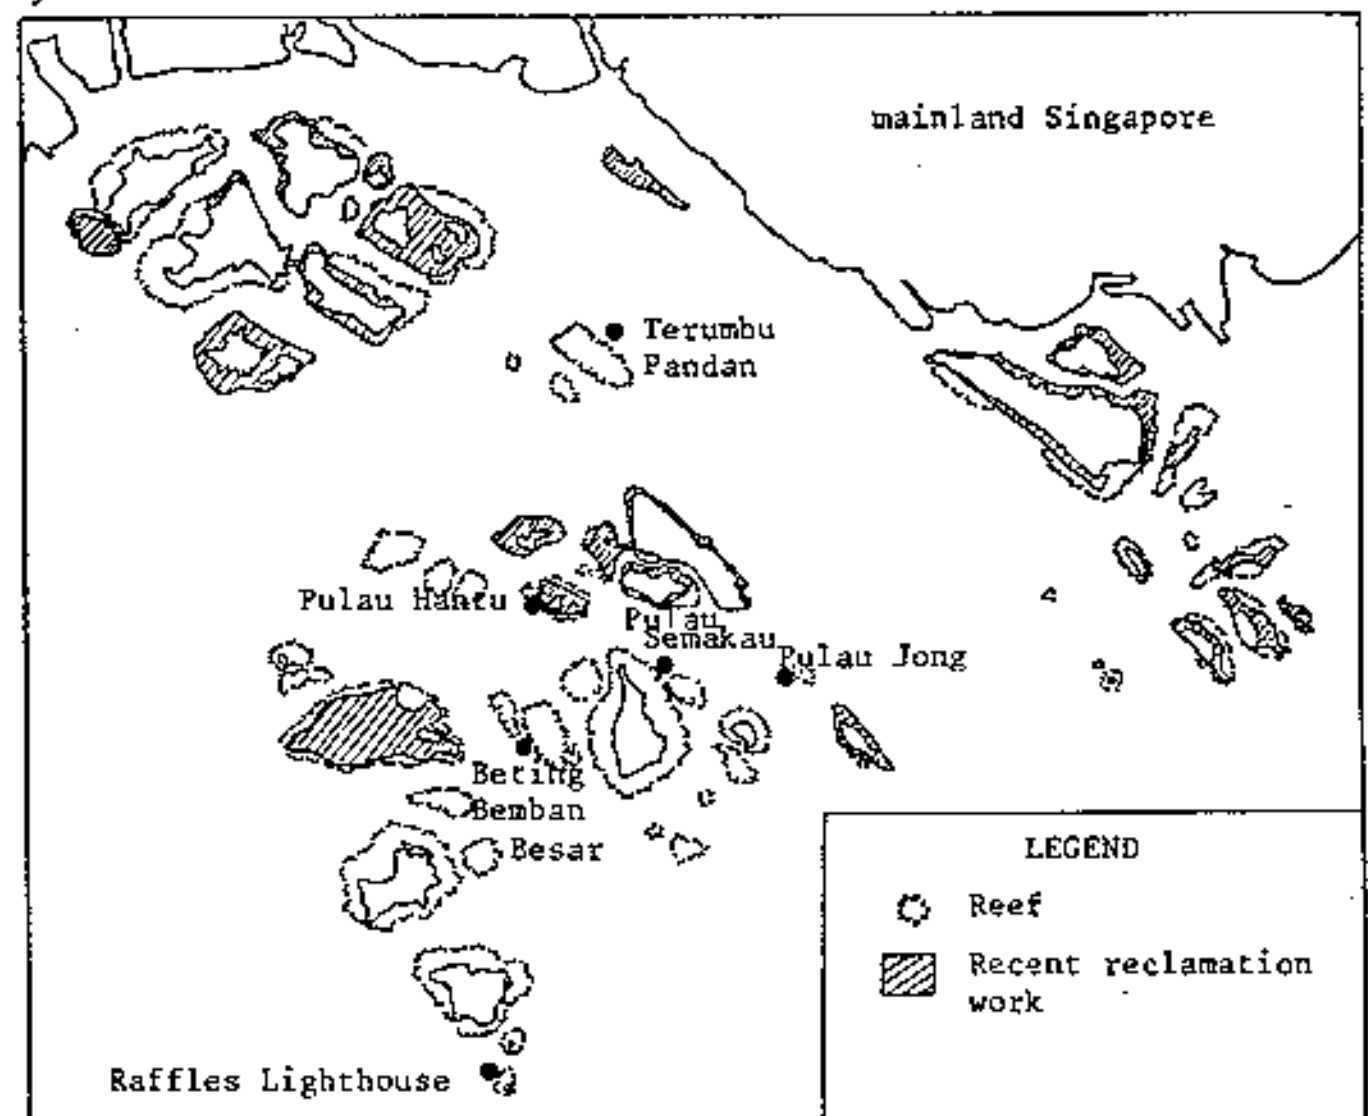 mainland Singapore
Terumbu
Pandan
Pulau Hantu
Pulau
Semakau
Pulau Jong
Beting
Bemban
Besar
LEGEND
Reef
Recent reclamation
work
Raffles Lighthouse